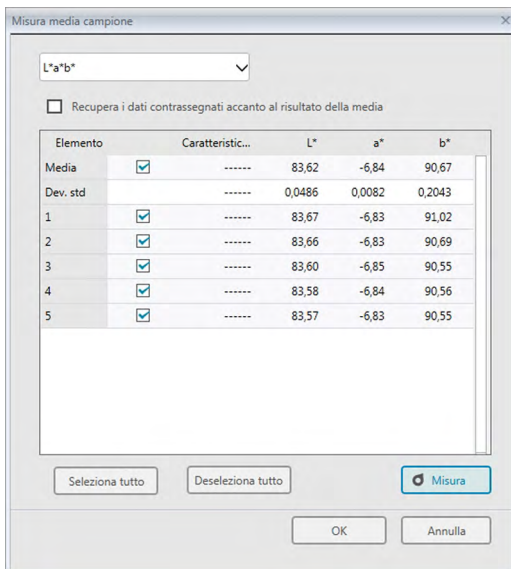 Misura media campione
L*a*b*
Recupera i dati contrassegnati accanto al risultato della media
Elemento Caratteristic... L* a* b*
Media ------ 83,62 -6,84 90,67
Dev. std ------ 0,0486 0,0082 0,2043
1 ------ 83,67 -6,83 91,02
2 ------ 83,66 -6,83 90,69
3 ------ 83,60 -6,85 90,55
4 ------ 83,58 -6,84 90,56
5 ------ 83,57 -6,83 90,55
Seleziona tutto Deseleziona tutto Misura
OK Annulla